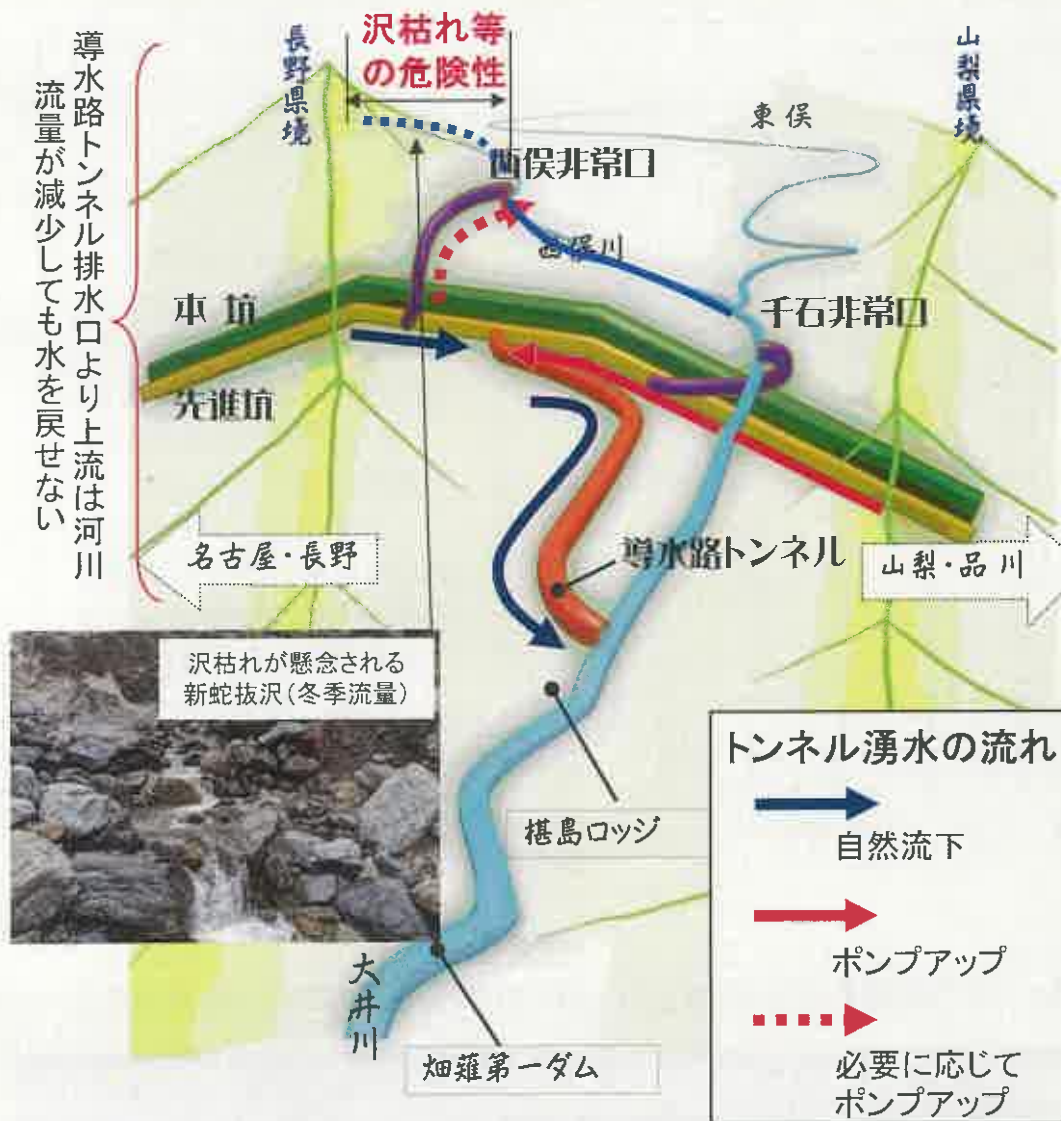 導水路トンネル排水口より上流は河川
流量が減少しても水を戻せない
長野県境
沢枯れ等
の危険性
山梨県境
東俣
西俣非常口
西俣川
千石非常口
本坑
先進坑
名古屋・長野
導水路トンネル
山梨・品川
沢枯れが懸念される
新蛇抜沢(冬季流量)
椹島ロッジ
大井川
畑薙第一ダム
トンネル湧水の流れ
自然流下
ポンプアップ
必要に応じて
ポンプアップ